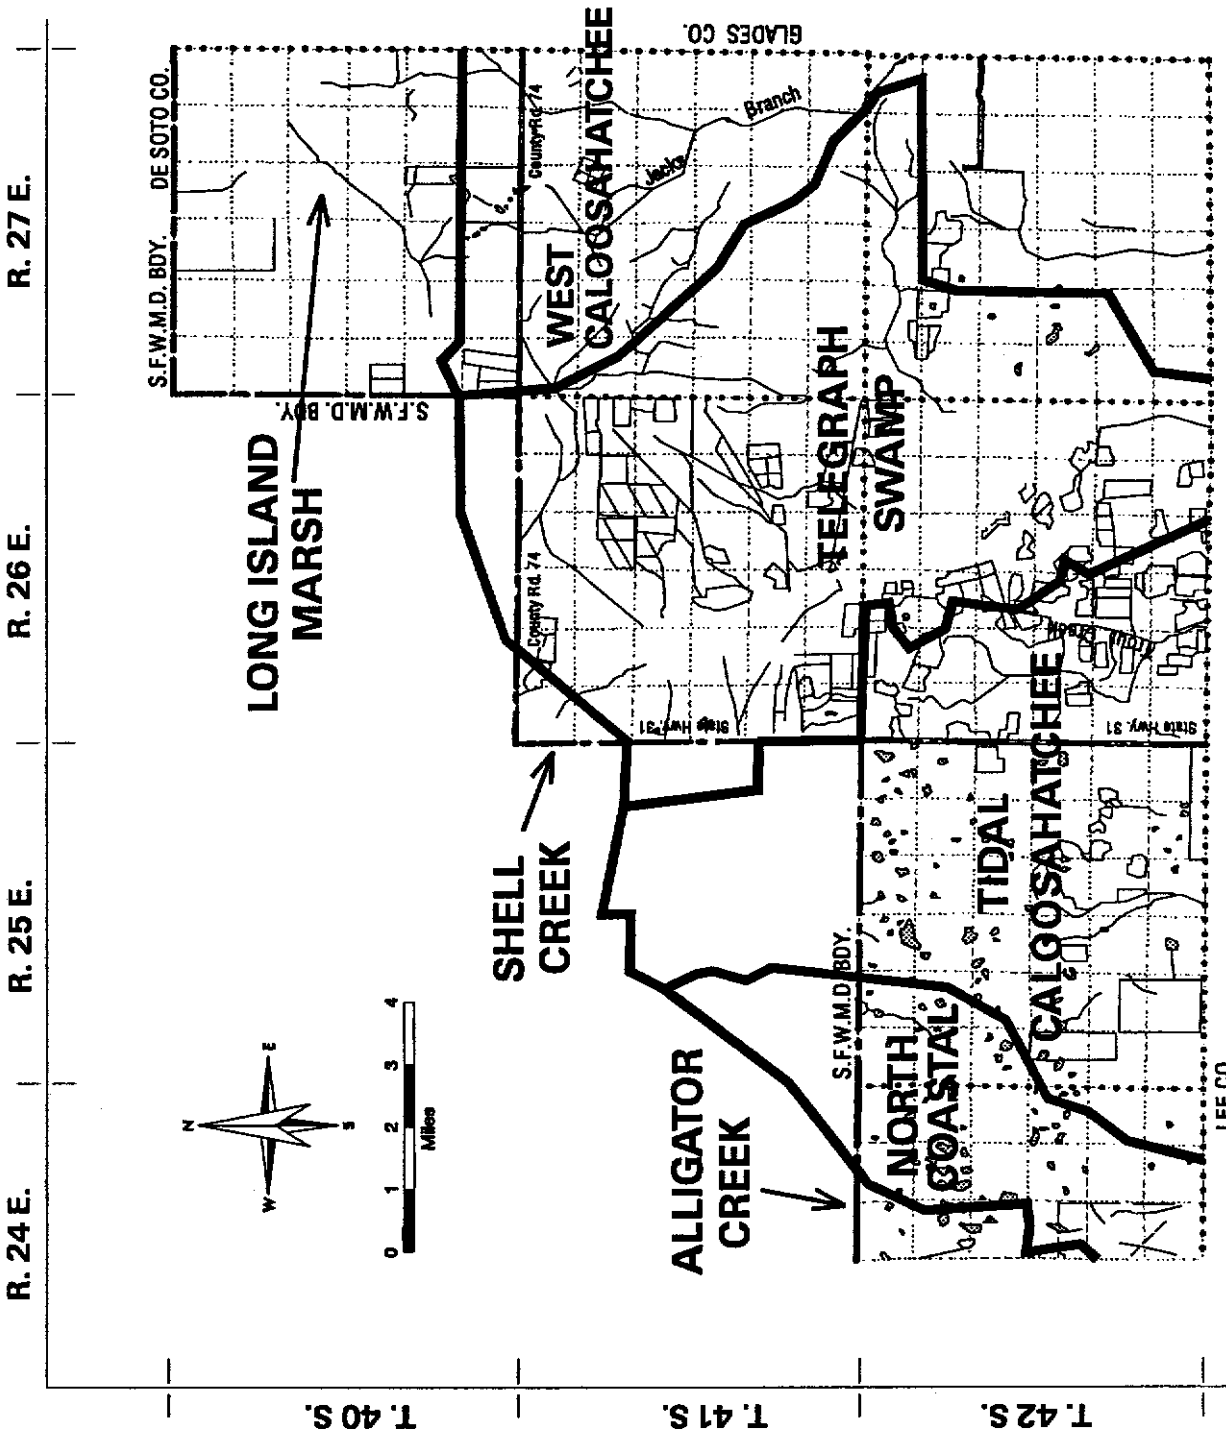 R. 24 E.
R. 25 E.
R. 26 E.
R. 27 E.
T. 40 S.
T. 41 S.
T. 42 S.
N
W
E
S
0
1
2
3
4
Miles
LONG ISLAND
MARSH
S.F.W.M.D. BDY.
DE SOTO CO.
S.F.W.M.D. BDY.
GLADES CO.
County Rd. 74
County Rd. 74
WEST
CALOOSAHATCHEE
Jacks
Branch
SHELL
CREEK
State Hwy. 31
TELEGRAPH
SWAMP
ALLIGATOR
CREEK
S.F.W.M.D. BDY.
NORTH
COASTAL
TIDAL
CALOOSAHATCHEE
Trout Creek
State Hwy. 31
LEE CO.